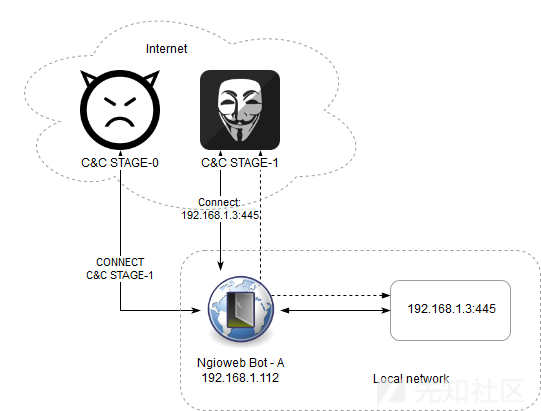 Internet
C&C STAGE-0
C&C STAGE-1
Connect:
192.168.1.3:445
CONNECT
C&C STAGE-1
192.168.1.3:445
Ngioweb Bot - A
192.168.1.112
Local network
先知社区